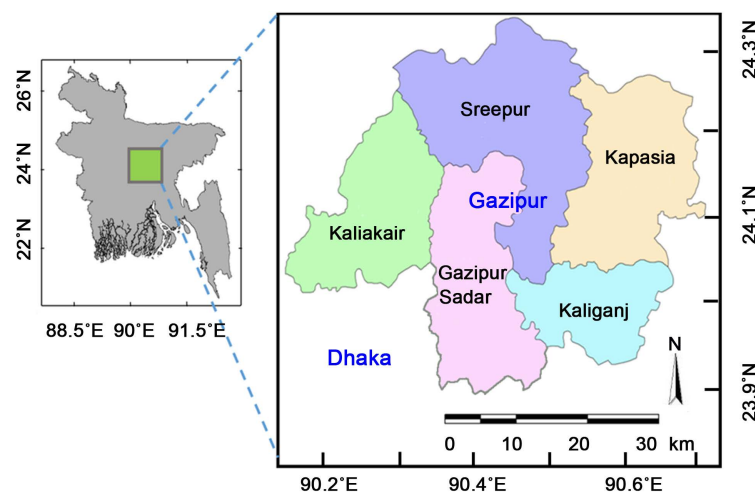 26°N
24°N
22°N
88.5°E 90°E 91.5°E
Sreepur
Kapasia
Gazipur
Kaliakair
Gazipur
Sadar
Kaliganj
Dhaka
N
0 10 20 30 km
24.3°N
24.1°N
23.9°N
90.2°E 90.4°E 90.6°E